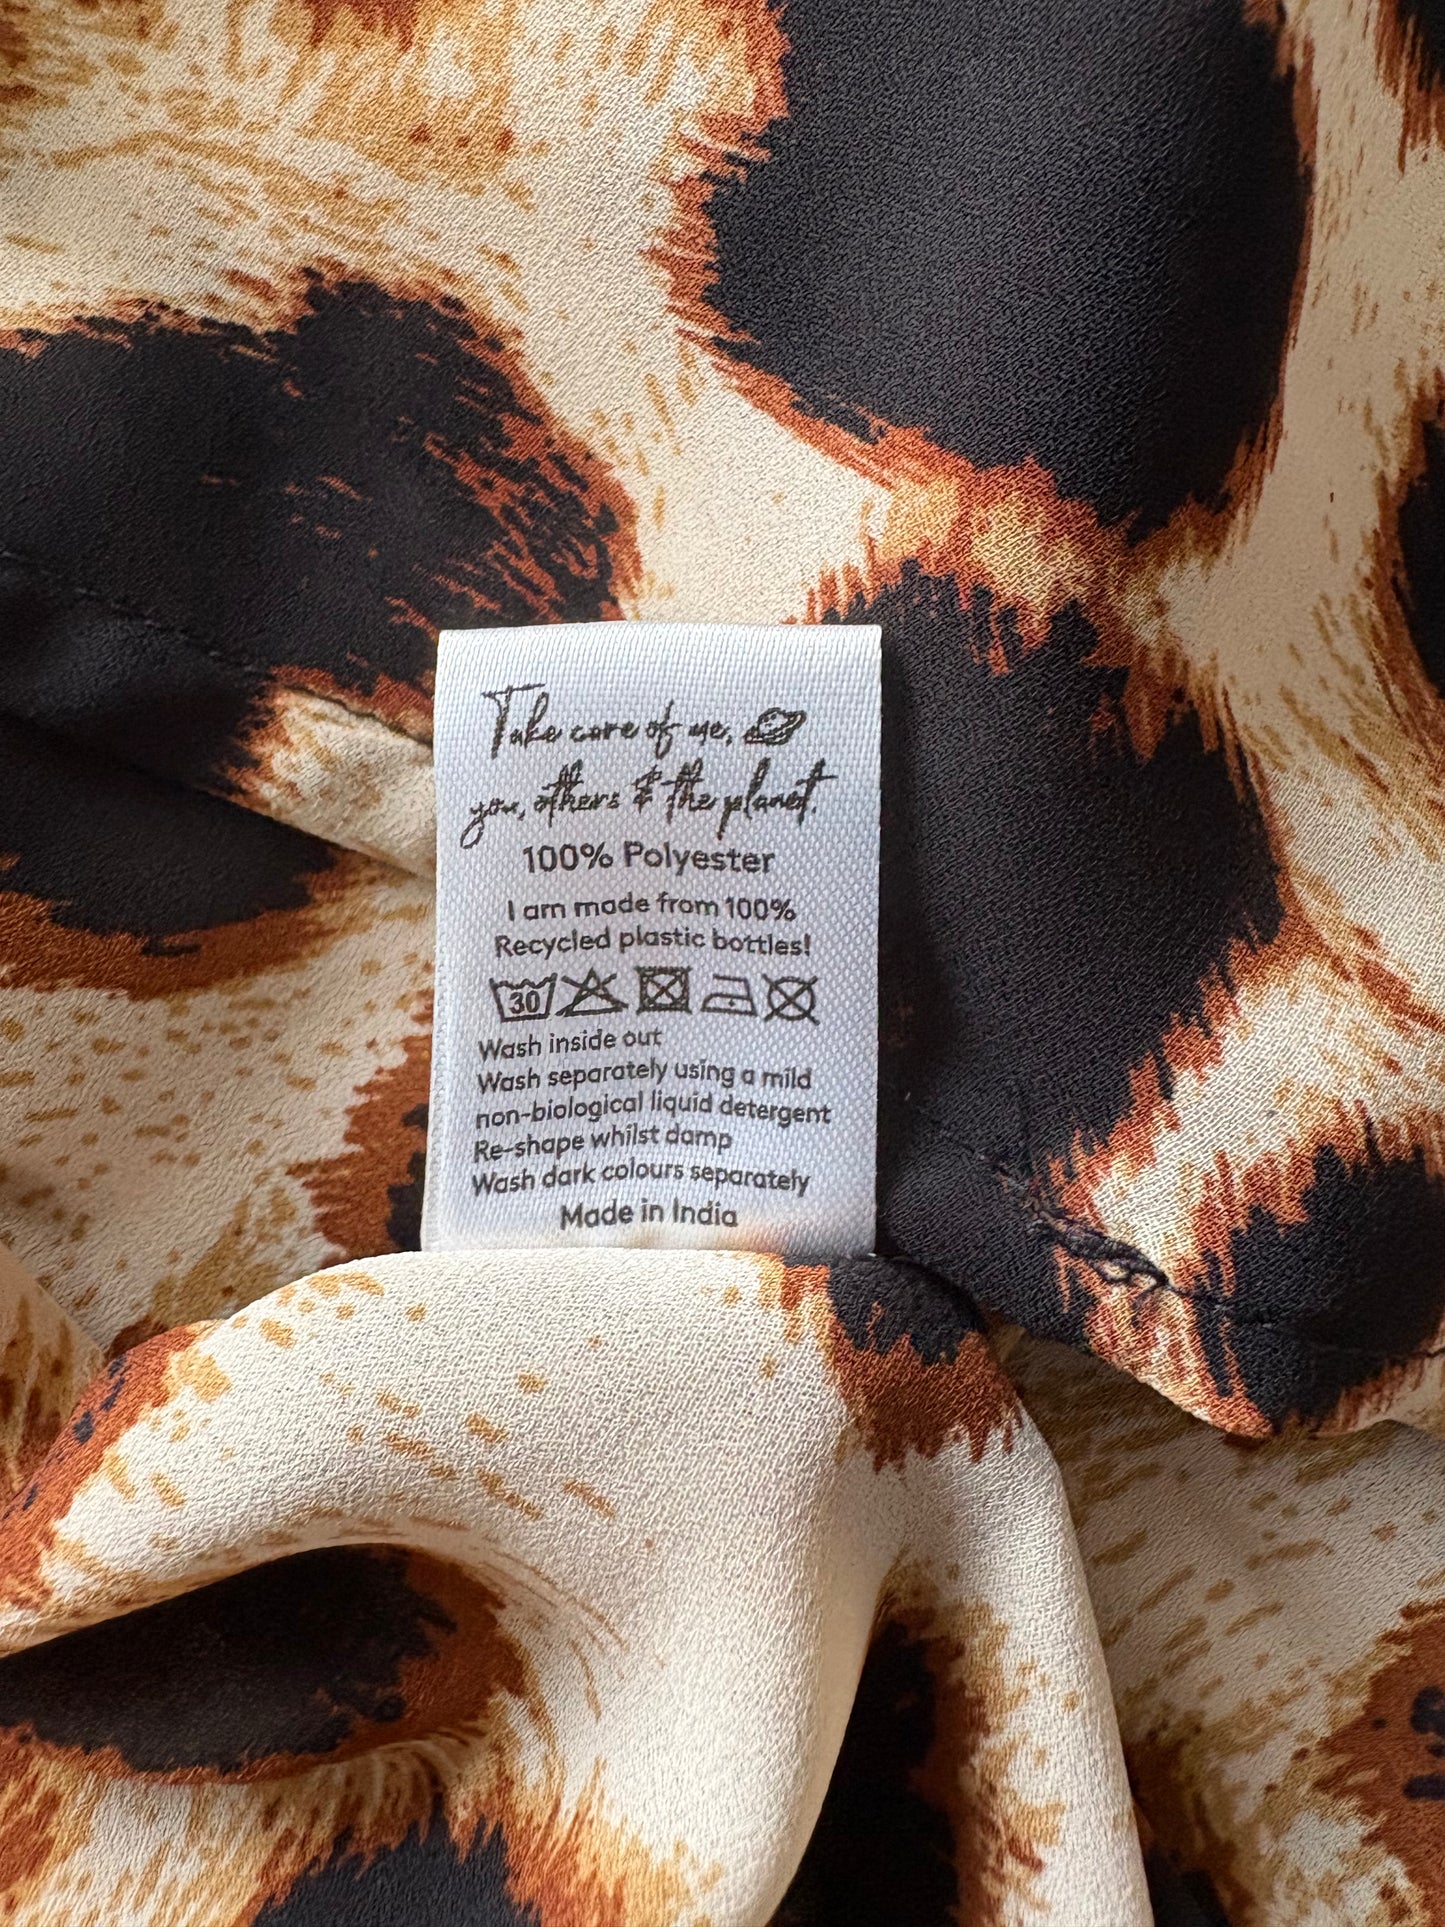 Take care of me,
you, others & the planet.
100% Polyester
I am made from 100%
Recycled plastic bottles!
30
Wash inside out
Wash separately using a mild
non-biological liquid detergent
Re-shape whilst damp
Wash dark colours separately
Made in India